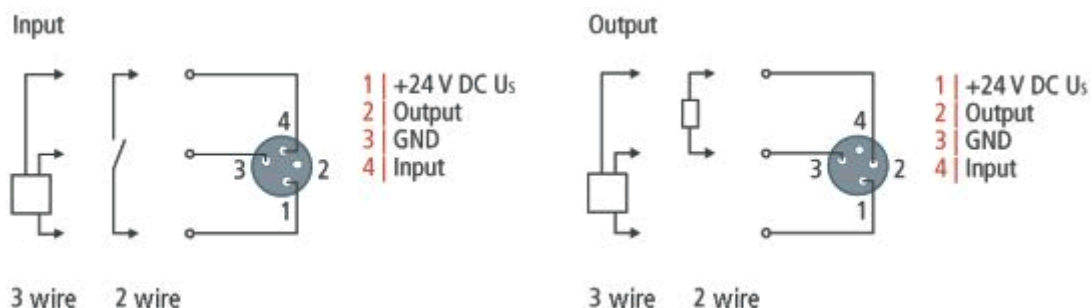 Input
4
3
2
1
1 | +24 V DC Us
2 | Output
3 | GND
4 | Input
3 wire
2 wire
Output
4
3
2
1
1 | +24 V DC Us
2 | Output
3 | GND
4 | Input
3 wire
2 wire